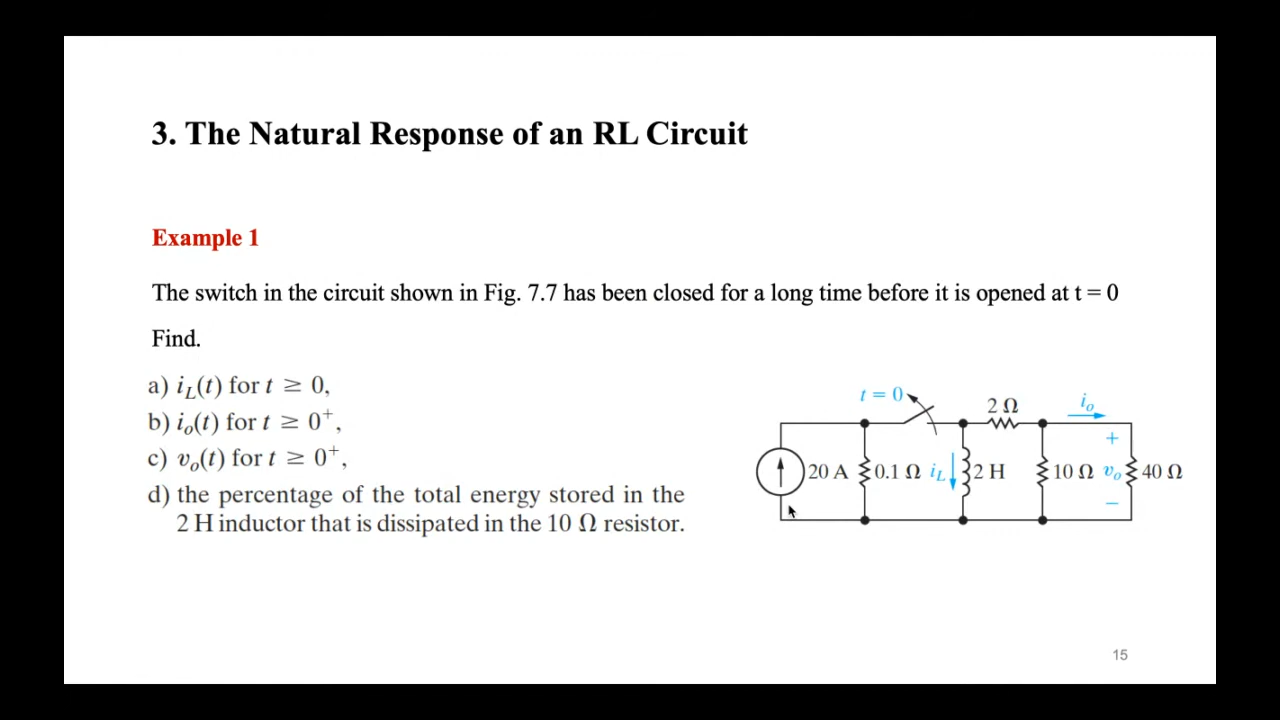 3. The Natural Response of an RL Circuit
Example 1
The switch in the circuit shown in Fig. 7.7 has been closed for a long time before it is opened at t = 0
Find.
a) i_L(t) for t ≥ 0,
b) i_o(t) for t ≥ 0⁺,
c) v_o(t) for t ≥ 0⁺,
d) the percentage of the total energy stored in the
2 H inductor that is dissipated in the 10 Ω resistor.
t = 0
2 Ω
i_o
+
20 A
0.1 Ω
i_L
2 H
10 Ω
v_o
40 Ω
−
15